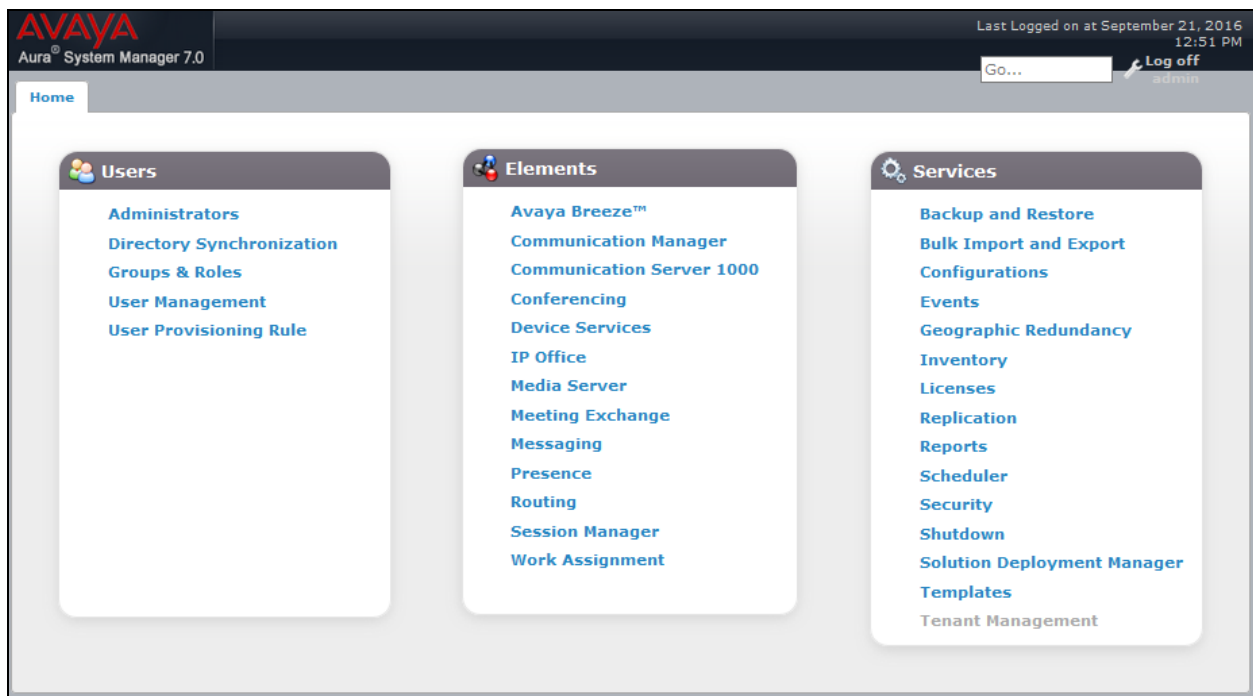 AVAYA
Aura® System Manager 7.0
Last Logged on at September 21, 2016
12:51 PM
Go...
Log off
admin
Home
Users
Administrators
Directory Synchronization
Groups & Roles
User Management
User Provisioning Rule
Elements
Avaya Breeze™
Communication Manager
Communication Server 1000
Conferencing
Device Services
IP Office
Media Server
Meeting Exchange
Messaging
Presence
Routing
Session Manager
Work Assignment
Services
Backup and Restore
Bulk Import and Export
Configurations
Events
Geographic Redundancy
Inventory
Licenses
Replication
Reports
Scheduler
Security
Shutdown
Solution Deployment Manager
Templates
Tenant Management